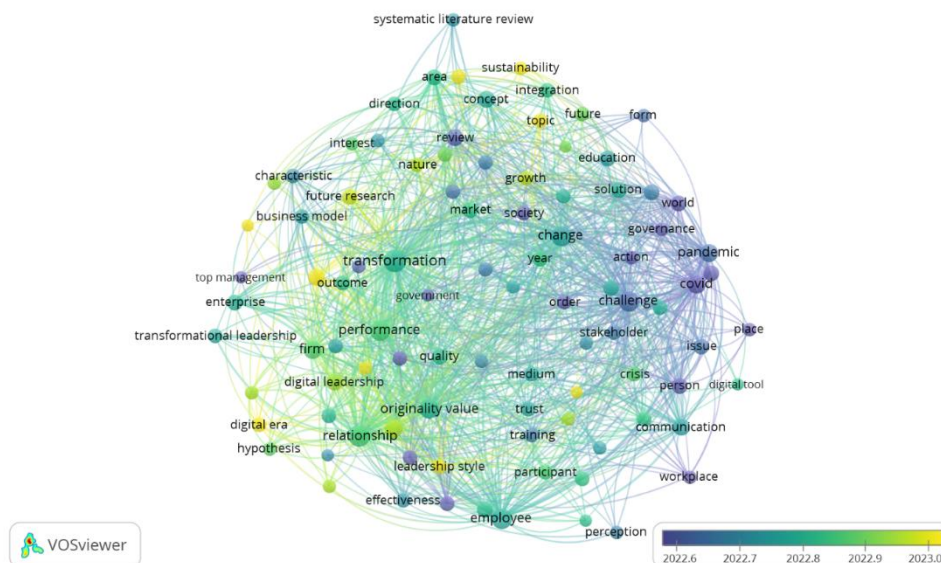 systematic literature review
sustainability
area
integration
concept
direction
future
form
topic
review
interest
education
nature
characteristic
growth
solution
future research
world
market
society
business model
governance
change
pandemic
transformation
year
action
top management
outcome
covid
government
enterprise
order
challenge
place
performance
stakeholder
transformational leadership
issue
firm
quality
medium
crisis
person
digital tool
digital leadership
originality value
trust
digital era
communication
relationship
training
hypothesis
leadership style
participant
workplace
effectiveness
employee
perception
VOSviewer
2022.6 2022.7 2022.8 2022.9 2023.0